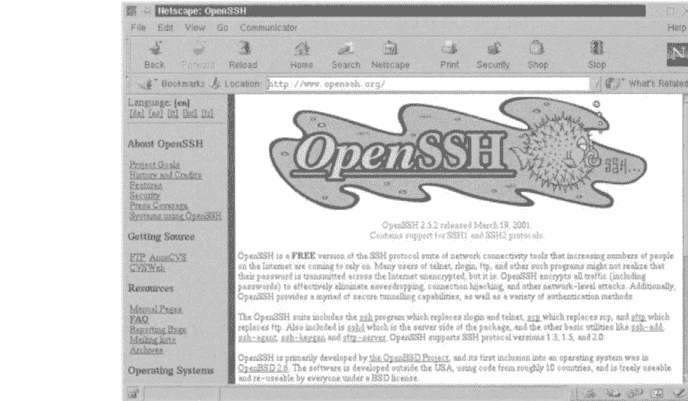 Netscape: OpenSSH
File Edit View Go Communicator Help
Back Forward Reload Home Search Netscape Print Security Shop Stop N
Bookmarks Location: http://www.openssh.org/ What's Related
Language: [en]
About OpenSSH
Project Goals
History and Credits
Features
Security
Press Coverage
Systems using OpenSSH
Getting Source
FTP AnonCVS
CVSWeb
Resources
Manual Pages
FAQ
Reporting Bugs
Mailing lists
Archives
Operating Systems
OpenSSH
SSH...
OpenSSH 2.5.2 released March 19, 2001.
Contains support for SSH1 and SSH2 protocols.
OpenSSH is a FREE version of the SSH protocol suite of network connectivity tools that increasing numbers of people
on the Internet are coming to rely on. Many users of telnet, rlogin, ftp, and other such programs might not realize that
their password is transmitted across the Internet unencrypted, but it is. OpenSSH encrypts all traffic (including
passwords) to effectively eliminate eavesdropping, connection hijacking, and other network-level attacks. Additionally,
OpenSSH provides a myriad of secure tunnelling capabilities, as well as a variety of authentication methods.
The OpenSSH suite includes the ssh program which replaces rlogin and telnet, scp which replaces rcp, and sftp which
replaces ftp. Also included is sshd which is the server side of the package, and the other basic utilities like ssh-add,
ssh-agent, ssh-keygen and sftp-server. OpenSSH supports SSH protocol versions 1.3, 1.5, and 2.0.
OpenSSH is primarily developed by the OpenBSD Project, and its first inclusion into an operating system was in
OpenBSD 2.6. The software is developed outside the USA, using code from roughly 10 countries, and is freely useable
and re-useable by everyone under a BSD license.